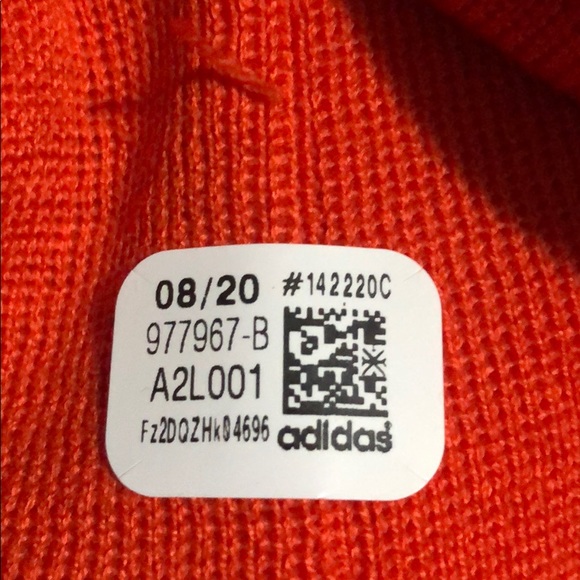 08/20 #142220C
977967-B
A2L001
Fz2DQZHk04696
adidas